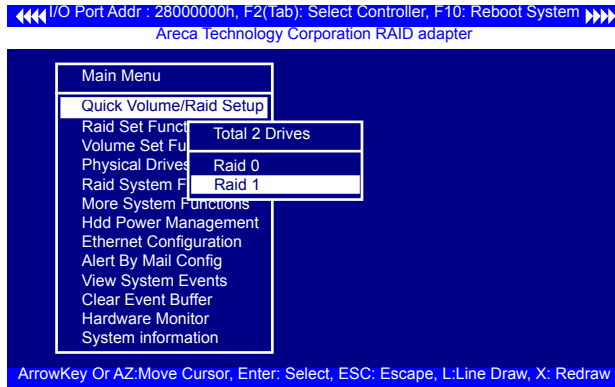 I/O Port Addr : 28000000h, F2(Tab): Select Controller, F10: Reboot System
Areca Technology Corporation RAID adapter
Main Menu
Quick Volume/Raid Setup
Raid Set Funct
Volume Set Fu
Physical Drives
Raid System F
More System Functions
Hdd Power Management
Ethernet Configuration
Alert By Mail Config
View System Events
Clear Event Buffer
Hardware Monitor
System information
Total 2 Drives
Raid 0
Raid 1
ArrowKey Or AZ:Move Cursor, Enter: Select, ESC: Escape, L:Line Draw, X: Redraw